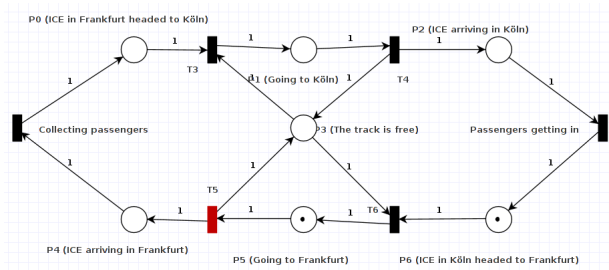 P0 (ICE in Frankfurt headed to Köln)
P2 (ICE arriving in Köln)
1
1
1
1
T3
T4
1
P1 (Going to Köln)
1
1
1
Collecting passengers
P3 (The track is free)
Passengers getting in
1
1
1
1
T5
1
1
1
T6
1
1
P4 (ICE arriving in Frankfurt)
P5 (Going to Frankfurt)
P6 (ICE in Köln headed to Frankfurt)